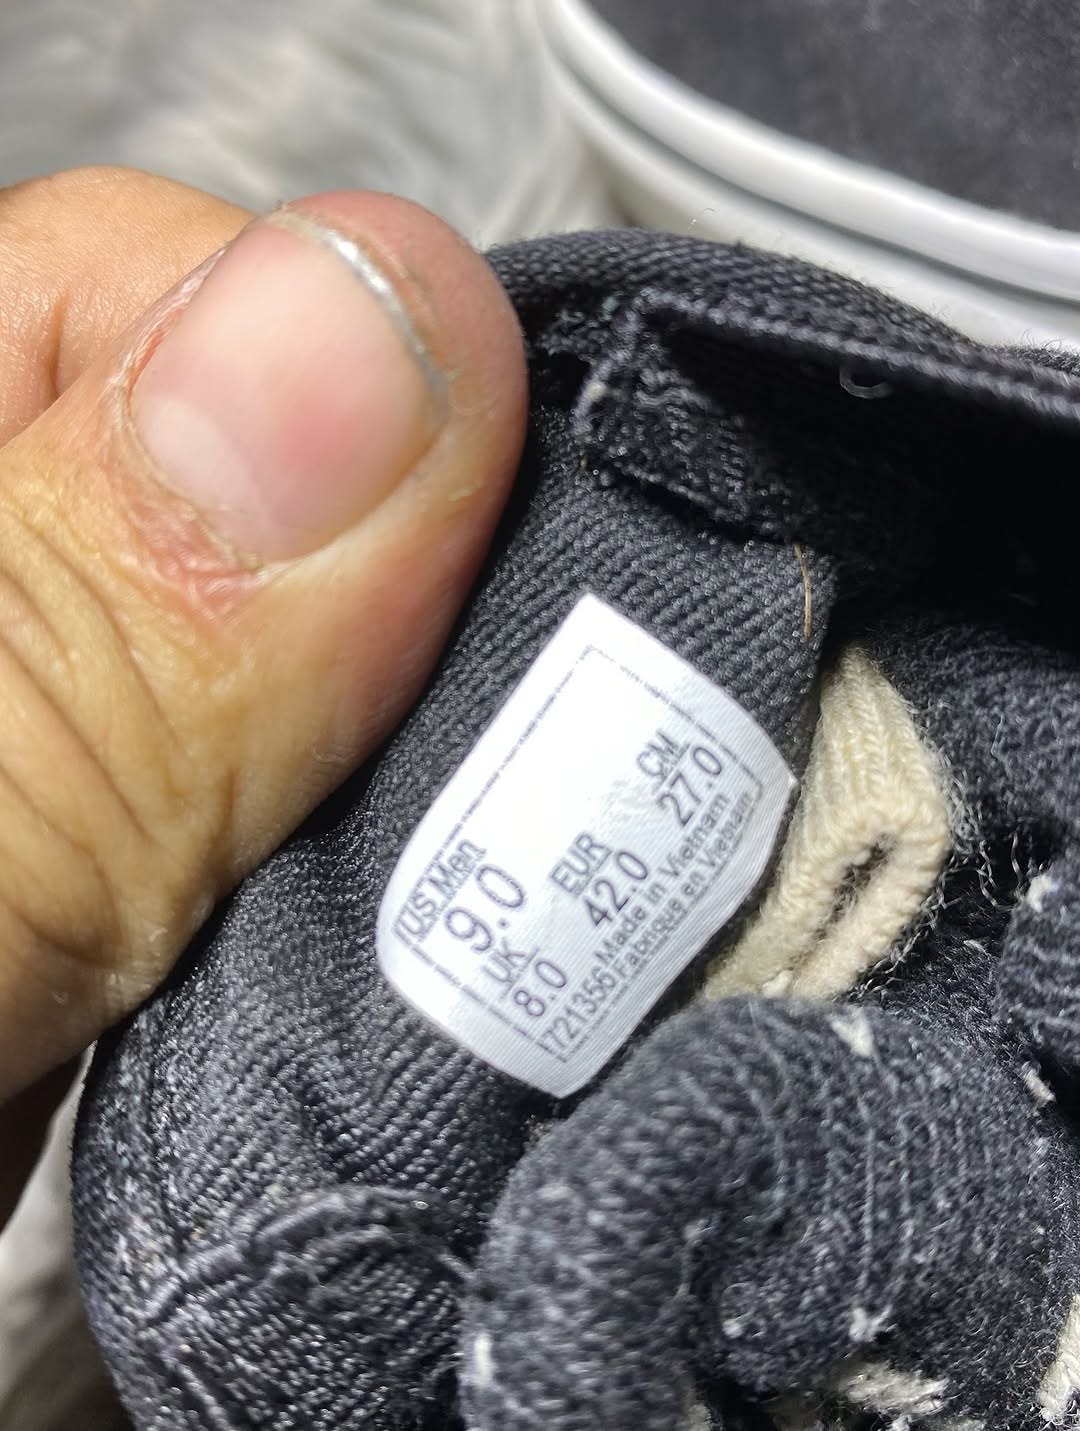 US Men
9.0
UK
8.0
EUR
42.0
CM
27.0
721356 Made in Vietnam
Fabriqué en Vietnam